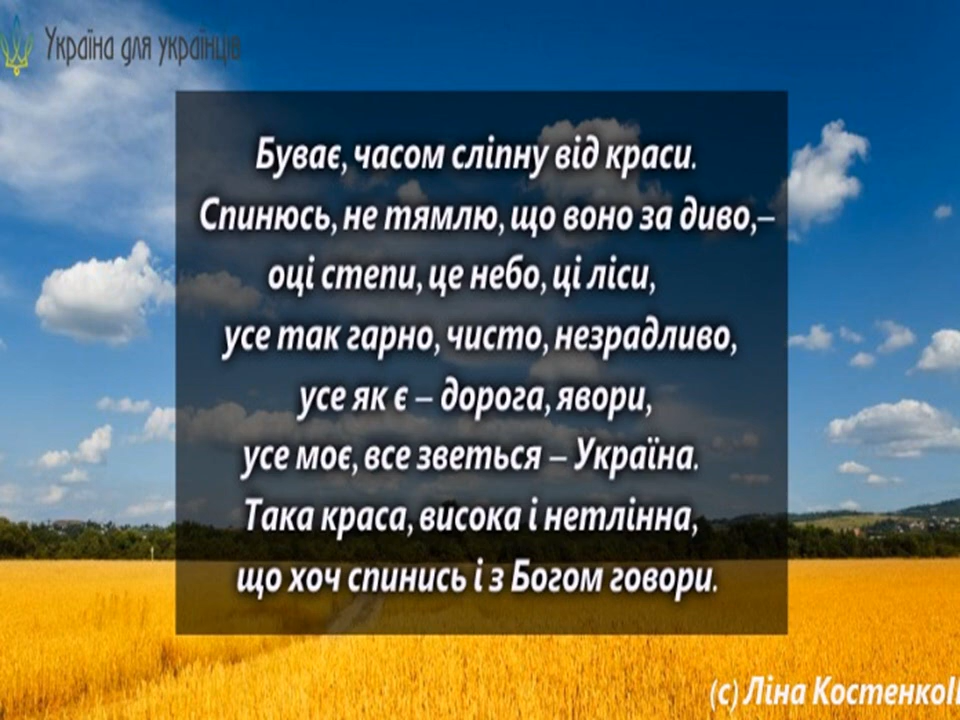 Україна для українців
Буває, часом сліпну від краси.
Спинюсь, не тямлю, що воно за диво,–
оці степи, це небо, ці ліси,
усе так гарно, чисто, незрадливо,
усе як є – дорога, явори,
усе моє, все зветься – Україна.
Така краса, висока і нетлінна,
що хоч спинись і з Богом говори.
(с) Ліна Костенко